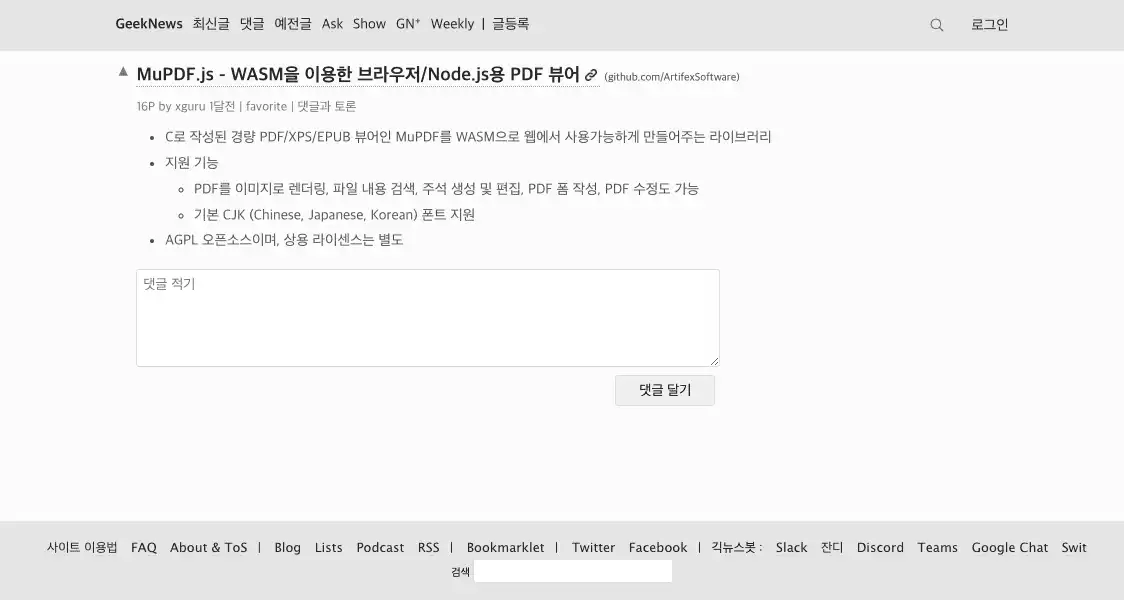 GeekNews 최신글 댓글 예전글 Ask Show GN⁺ Weekly | 글등록 로그인
▲ MuPDF.js - WASM을 이용한 브라우저/Node.js용 PDF 뷰어 (github.com/ArtifexSoftware)
16P by xguru 1달전 | favorite | 댓글과 토론
• C로 작성된 경량 PDF/XPS/EPUB 뷰어인 MuPDF를 WASM으로 웹에서 사용가능하게 만들어주는 라이브러리
• 지원 기능
◦ PDF를 이미지로 렌더링, 파일 내용 검색, 주석 생성 및 편집, PDF 폼 작성, PDF 수정도 가능
◦ 기본 CJK (Chinese, Japanese, Korean) 폰트 지원
• AGPL 오픈소스이며, 상용 라이센스는 별도
댓글 적기
댓글 달기
사이트 이용법 FAQ About & ToS | Blog Lists Podcast RSS | Bookmarklet | Twitter Facebook | 긱뉴스봇 : Slack 잔디 Discord Teams Google Chat Swit
검색